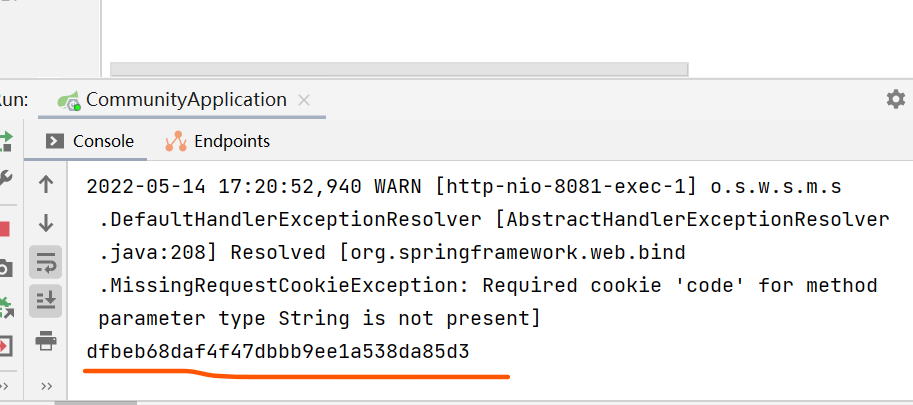 Run:
CommunityApplication
Console
Endpoints
2022-05-14 17:20:52,940 WARN [http-nio-8081-exec-1] o.s.w.s.m.s
.DefaultHandlerExceptionResolver [AbstractHandlerExceptionResolver
.java:208] Resolved [org.springframework.web.bind
.MissingRequestCookieException: Required cookie 'code' for method
parameter type String is not present]
dfbeb68daf4f47dbbb9ee1a538da85d3